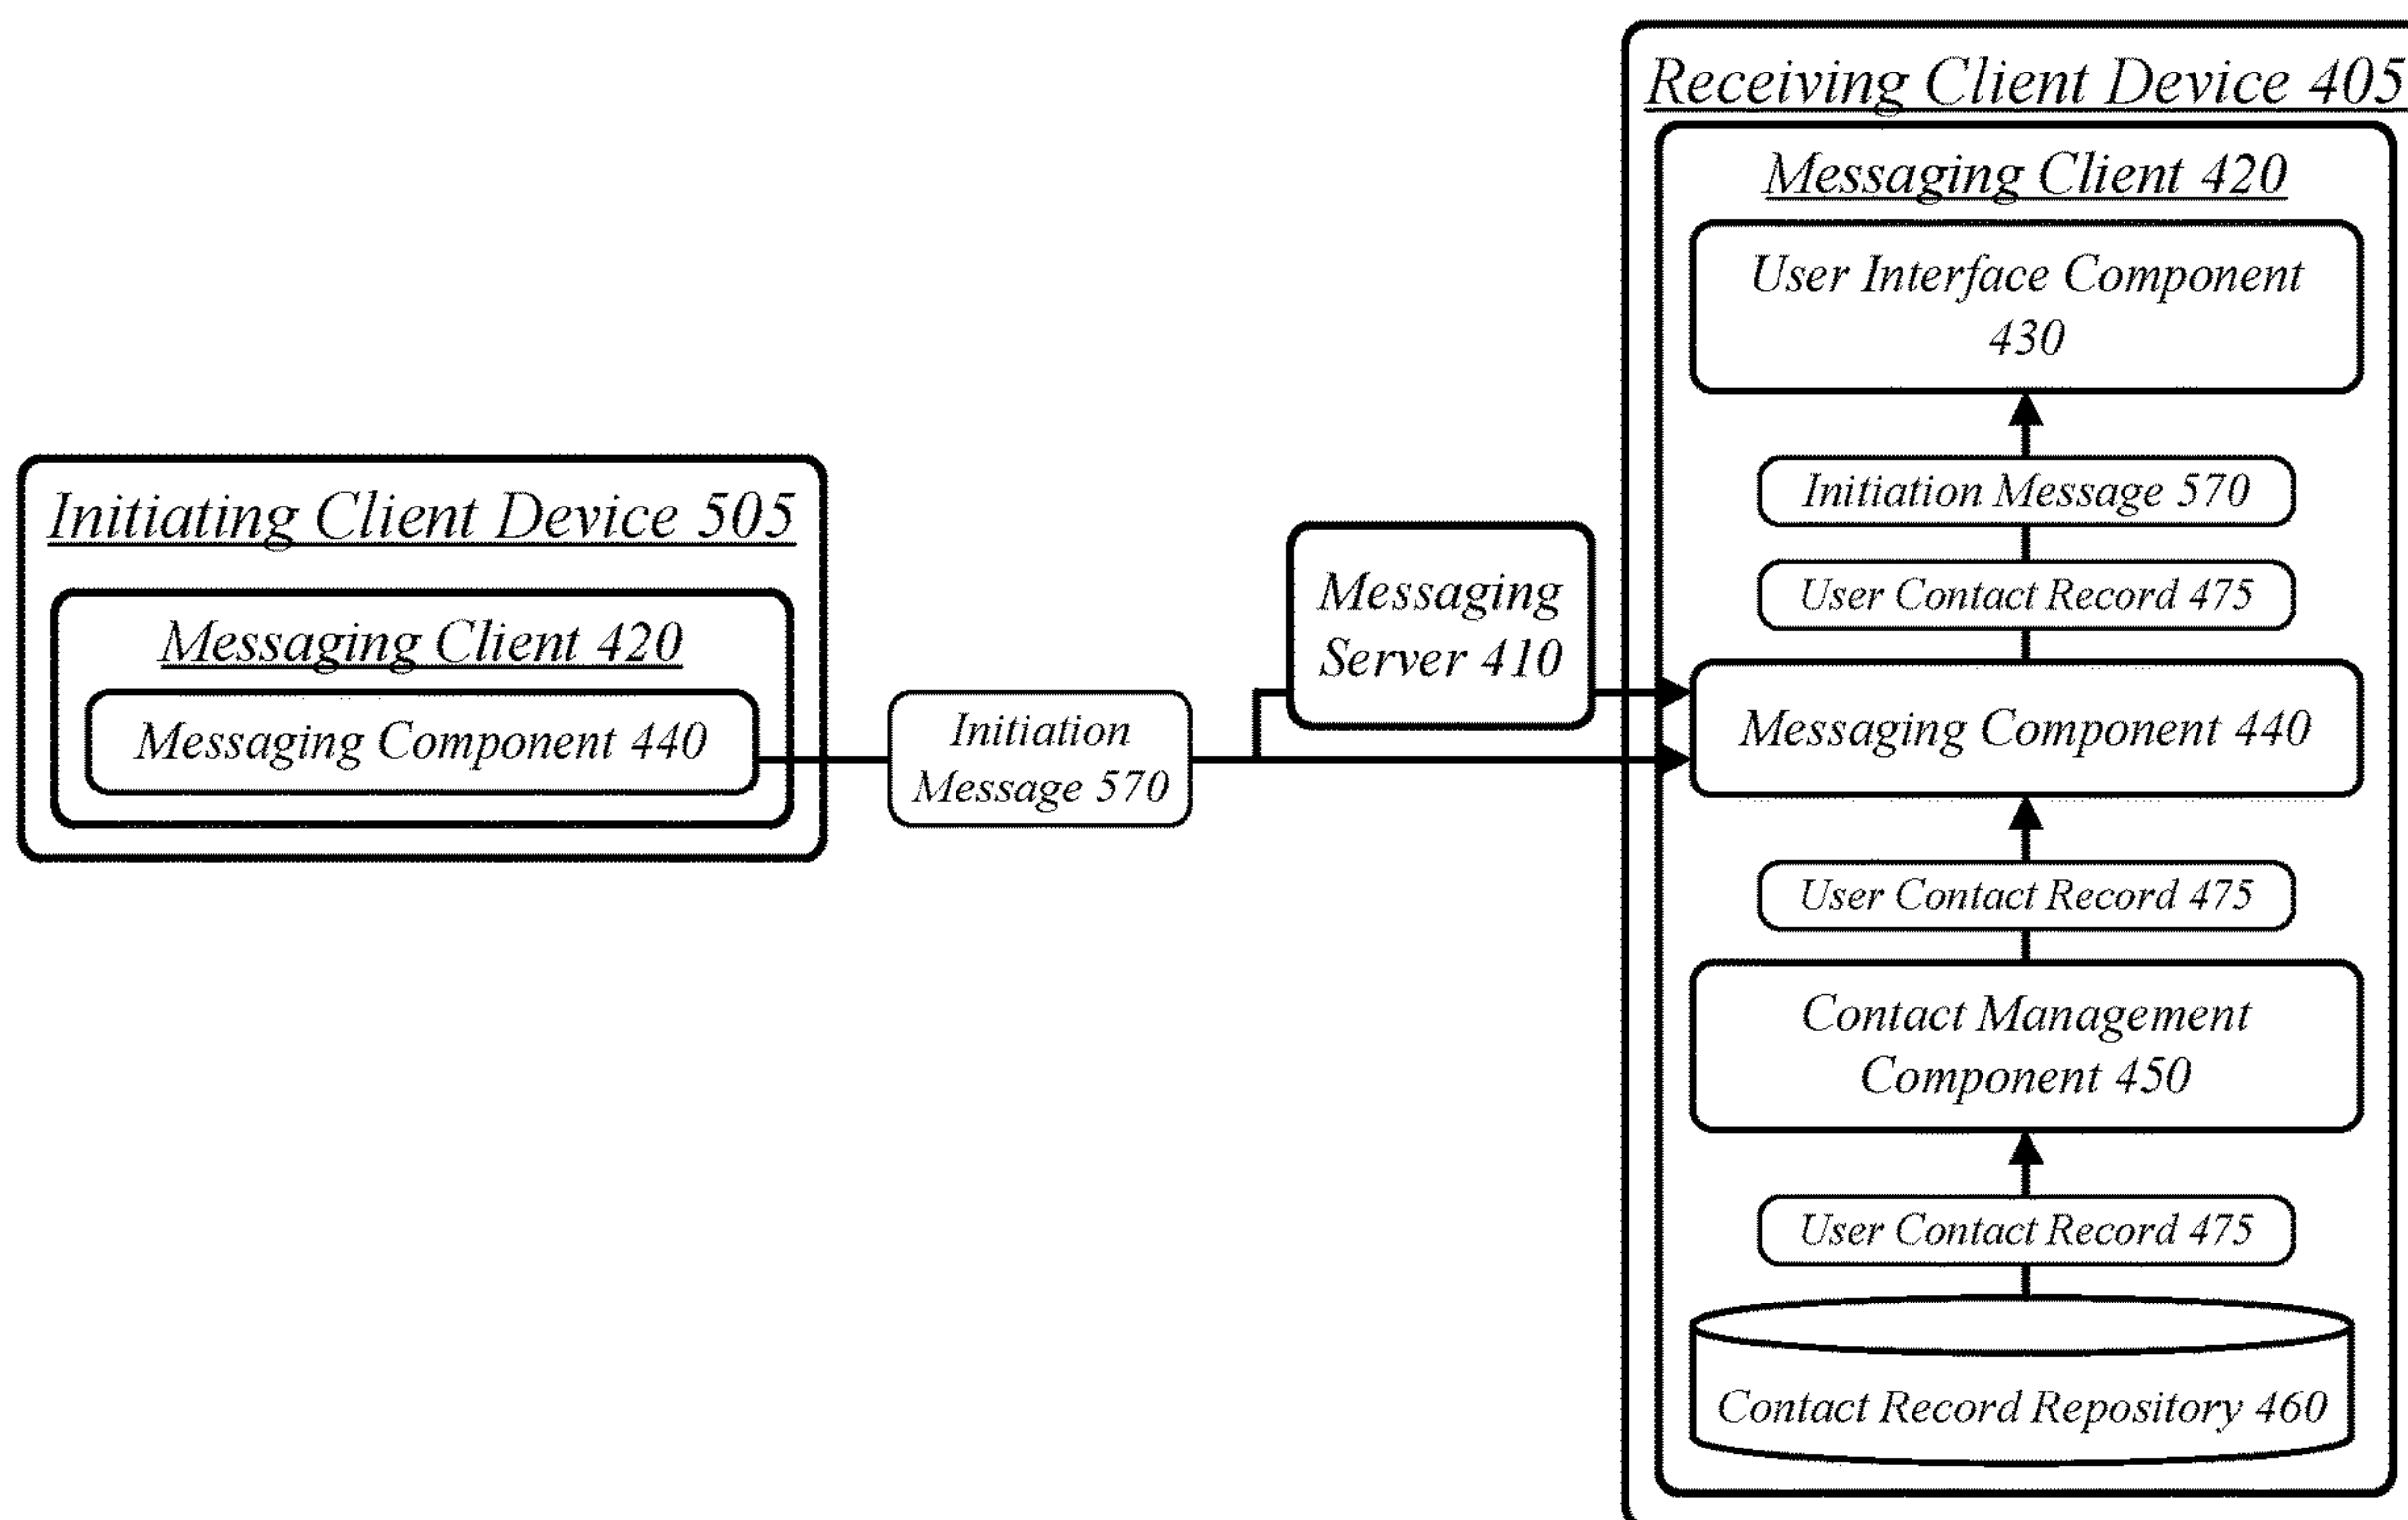 Receiving Client Device 405
Messaging Client 420
User Interface Component
430
Initiation Message 570
User Contact Record 475
Messaging Component 440
User Contact Record 475
Contact Management
Component 450
User Contact Record 475
Contact Record Repository 460
Initiating Client Device 505
Messaging Client 420
Messaging Component 440
Initiation
Message 570
Messaging
Server 410